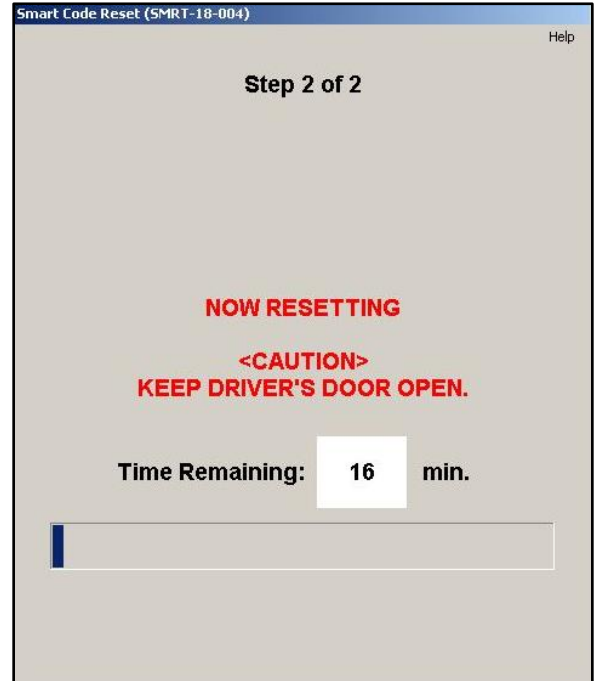 Smart Code Reset (SMRT-18-004)
Help
Step 2 of 2
NOW RESETTING
<CAUTION>
KEEP DRIVER'S DOOR OPEN.
Time Remaining: 16 min.